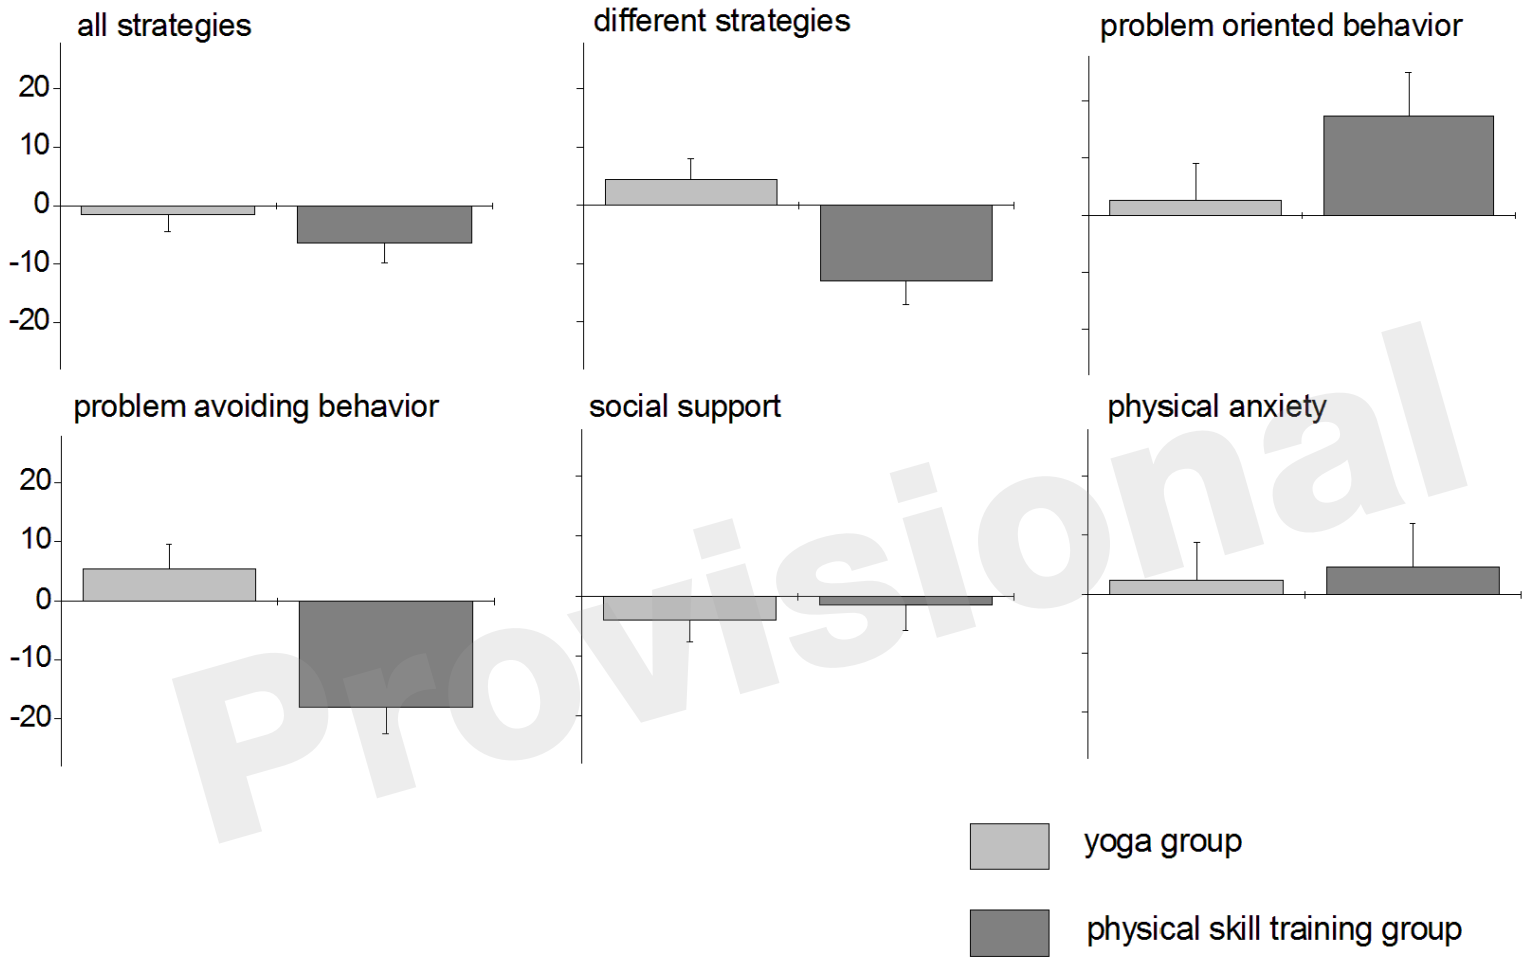 all strategies
different strategies
problem oriented behavior
20
10
0
-10
-20
problem avoiding behavior
social support
physical anxiety
20
10
0
-10
-20
Provisional
yoga group
physical skill training group